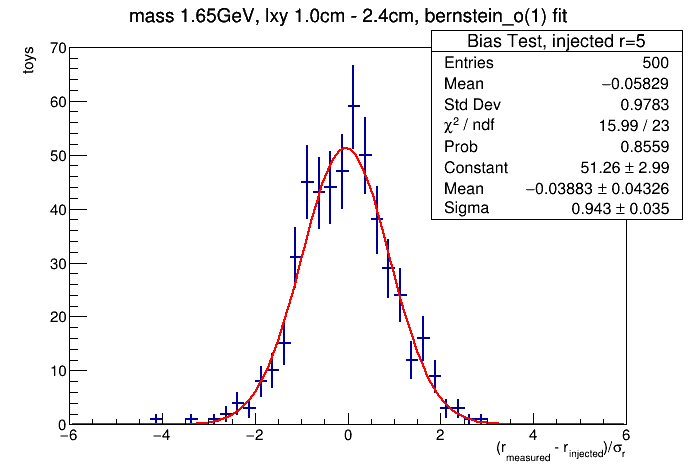 mass 1.65GeV, lxy 1.0cm - 2.4cm, bernstein_o(1) fit
Bias Test, injected r=5
Entries 500
Mean −0.05829
Std Dev 0.9783
χ² / ndf 15.99 / 23
Prob 0.8559
Constant 51.26 ± 2.99
Mean −0.03883 ± 0.04326
Sigma 0.943 ± 0.035
toys
70
60
50
40
30
20
10
0
−6 −4 −2 0 2 4 6
(r_measured - r_injected)/σ_r